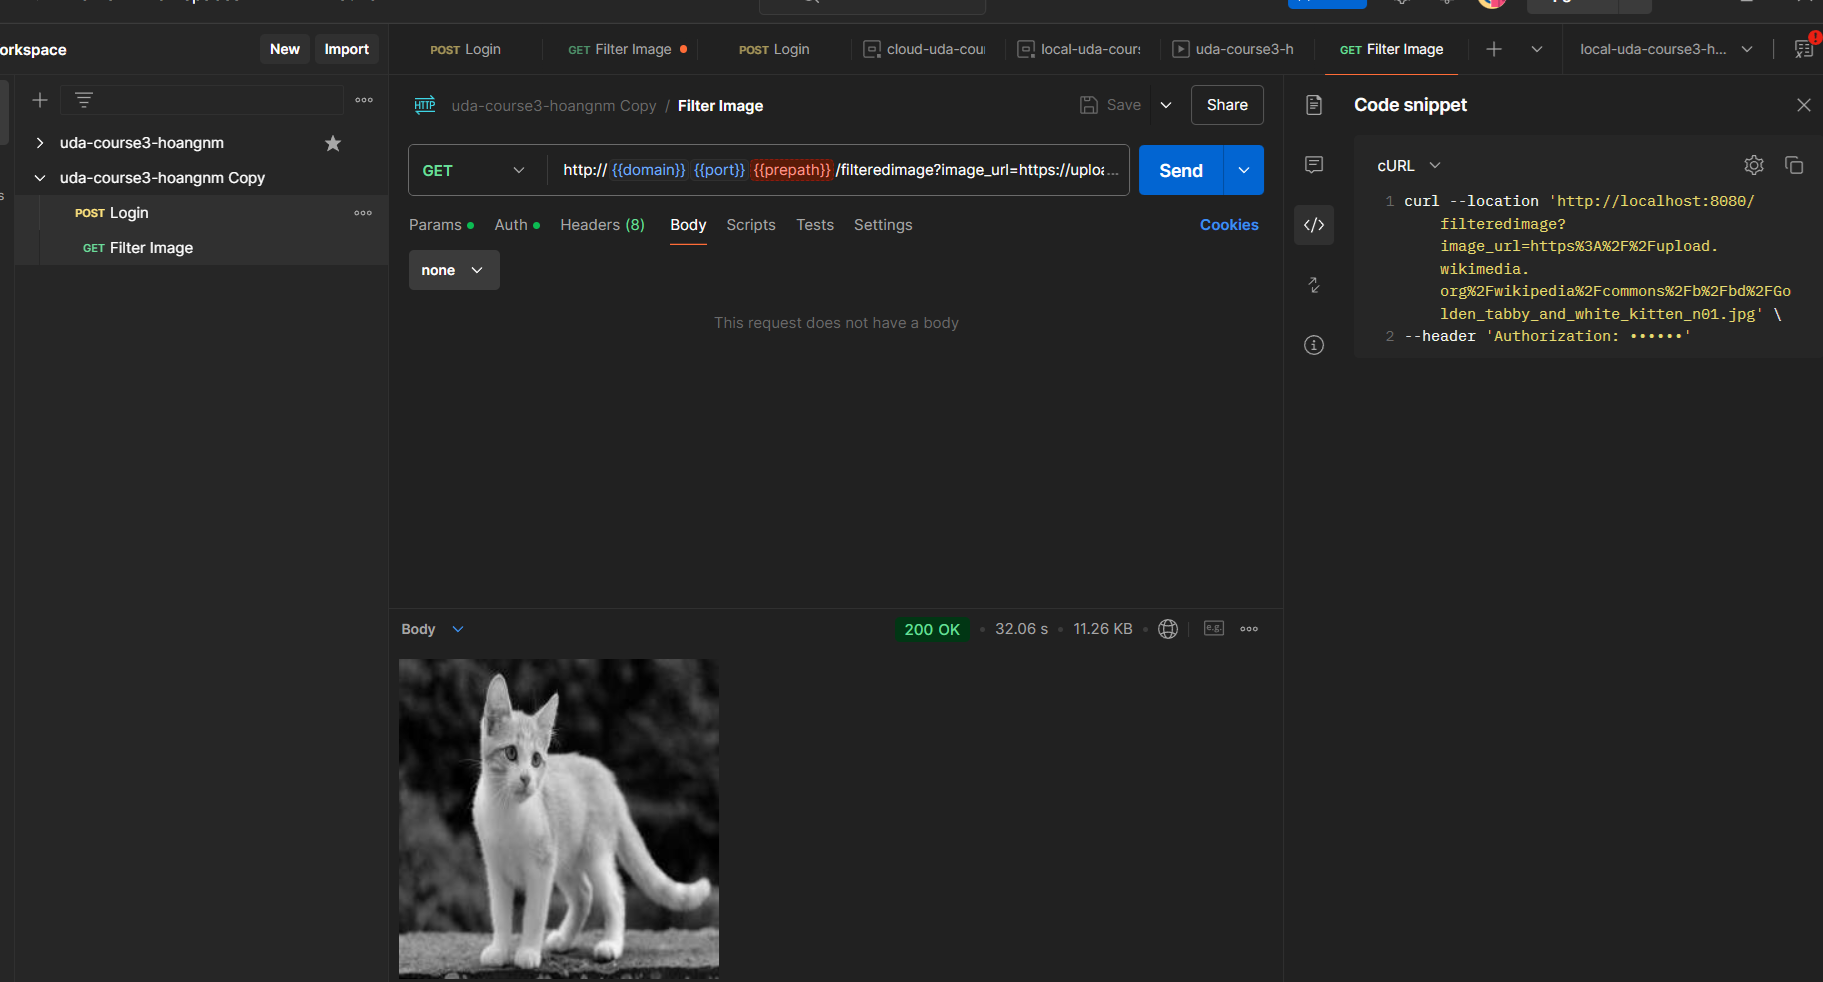 orkspace
New
Import
POST Login
GET Filter Image
POST Login
cloud-uda-cour
local-uda-cours
uda-course3-h
GET Filter Image
local-uda-course3-h...
uda-course3-hoangnm
uda-course3-hoangnm Copy
POST Login
GET Filter Image
HTTP uda-course3-hoangnm Copy / Filter Image
Save
Share
GET
http:// {{domain}} {{port}} {{prepath}} /filteredimage?image_url=https://uploa...
Send
Params
Auth
Headers (8)
Body
Scripts
Tests
Settings
Cookies
none
This request does not have a body
Body
200 OK
32.06 s
11.26 KB
e.g.
Code snippet
cURL
1 curl --location 'http://localhost:8080/
filteredimage?
image_url=https%3A%2F%2Fupload.
wikimedia.
org%2Fwikipedia%2Fcommons%2Fb%2Fbd%2FGo
lden_tabby_and_white_kitten_n01.jpg' \
2 --header 'Authorization: ••••••'